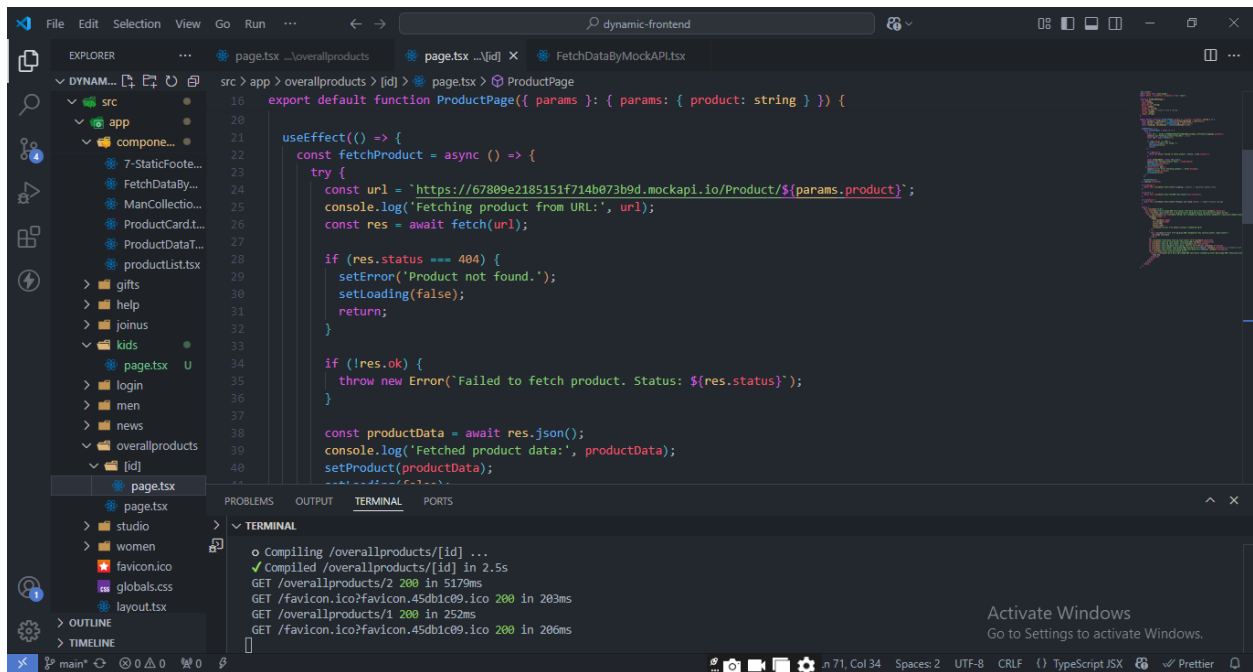 File Edit Selection View Go Run ··· dynamic-frontend
EXPLORER ···
DYNAM...
src
app
compone...
7-StaticFoote...
FetchDataBy...
ManCollectio...
ProductCard.t...
ProductDataT...
productList.tsx
gifts
help
joinus
kids
page.tsx U
login
men
news
overallproducts
[id]
page.tsx
page.tsx
studio
women
favicon.ico
globals.css
layout.tsx
OUTLINE
TIMELINE
4
1
page.tsx ...\overallproducts page.tsx ...\[id] FetchDataByMockAPI.tsx
src > app > overallproducts > [id] > page.tsx > ProductPage
16 export default function ProductPage({ params }: { params: { product: string } }) {
20
21 useEffect(() => {
22 const fetchProduct = async () => {
23 try {
24 const url = `https://67809e2185151f714b073b9d.mockapi.io/Product/${params.product}`;
25 console.log('Fetching product from URL:', url);
26 const res = await fetch(url);
27
28 if (res.status === 404) {
29 setError('Product not found.');
30 setLoading(false);
31 return;
32 }
33
34 if (!res.ok) {
35 throw new Error(`Failed to fetch product. Status: ${res.status}`);
36 }
37
38 const productData = await res.json();
39 console.log('Fetched product data:', productData);
40 setProduct(productData);
PROBLEMS OUTPUT TERMINAL PORTS
TERMINAL
Compiling /overallproducts/[id] ...
✓ Compiled /overallproducts/[id] in 2.5s
GET /overallproducts/2 200 in 5179ms
GET /favicon.ico?favicon.45db1c09.ico 200 in 203ms
GET /overallproducts/1 200 in 252ms
GET /favicon.ico?favicon.45db1c09.ico 200 in 206ms
Activate Windows
Go to Settings to activate Windows.
main* 0 0 0 71, Col 34 Spaces: 2 UTF-8 CRLF {} TypeScript JSX Prettier